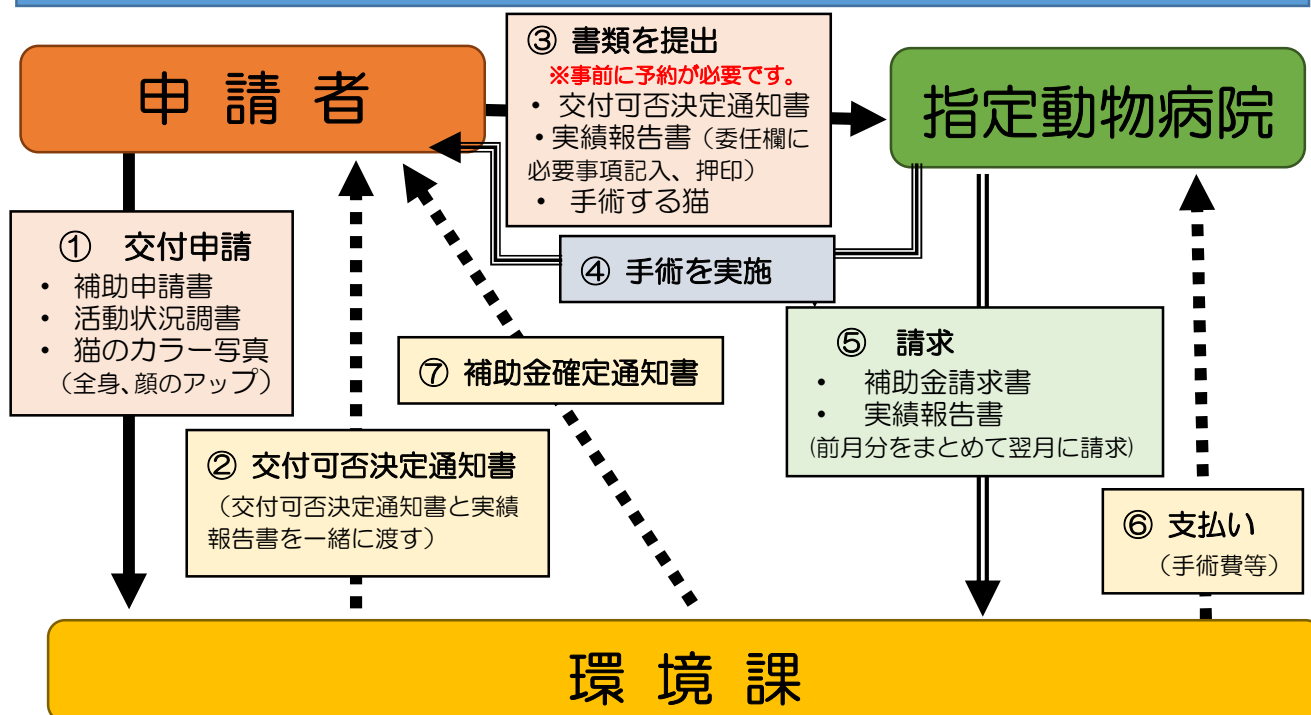 申請者
指定動物病院
③ 書類を提出
※事前に予約が必要です。
• 交付可否決定通知書
• 実績報告書（委任欄に
必要事項記入、押印）
• 手術する猫
④ 手術を実施
① 交付申請
• 補助申請書
• 活動状況調書
• 猫のカラー写真
（全身、顔のアップ）
② 交付可否決定通知書
（交付可否決定通知書と実績
報告書を一緒に渡す）
⑦ 補助金確定通知書
⑤ 請求
• 補助金請求書
• 実績報告書
(前月分をまとめて翌月に請求)
⑥ 支払い
（手術費等）
環境課